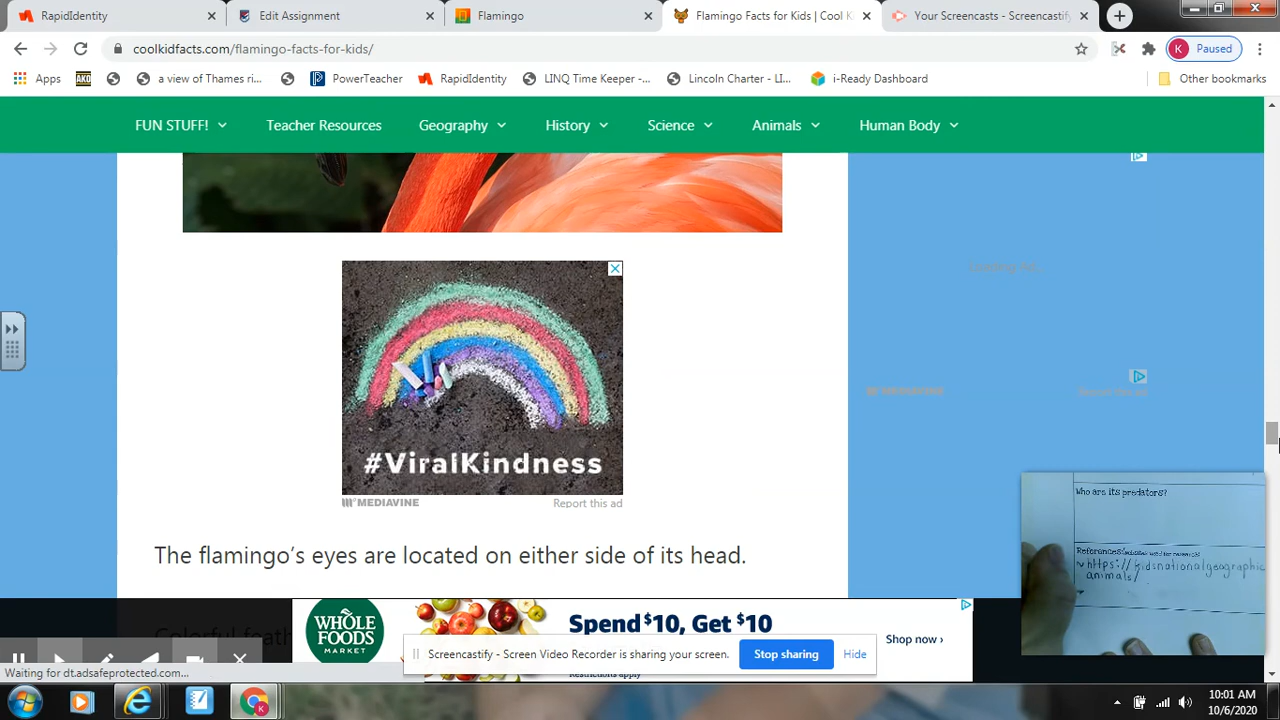 RapidIdentity
Edit Assignment
Flamingo
Flamingo Facts for Kids | Cool K
Your Screencasts - Screencastify
coolkidfacts.com/flamingo-facts-for-kids/
K Paused
Apps
a view of Thames ri...
PowerTeacher
RapidIdentity
LINQ Time Keeper -...
Lincoln Charter - LI...
i-Ready Dashboard
Other bookmarks
FUN STUFF!
Teacher Resources
Geography
History
Science
Animals
Human Body
#ViralKindness
MEDIAVINE
Report this ad
The flamingo's eyes are located on either side of its head.
Colorful feath
WHOLE
FOODS
MARKET
Spend $10, Get $10
Restrictions apply
Shop now ›
Screencastify - Screen Video Recorder is sharing your screen.
Stop sharing
Hide
Waiting for dt.adsafeprotected.com...
Who are its predators?
References
https://kidsnationalgeographic
animals/
10:01 AM
10/6/2020